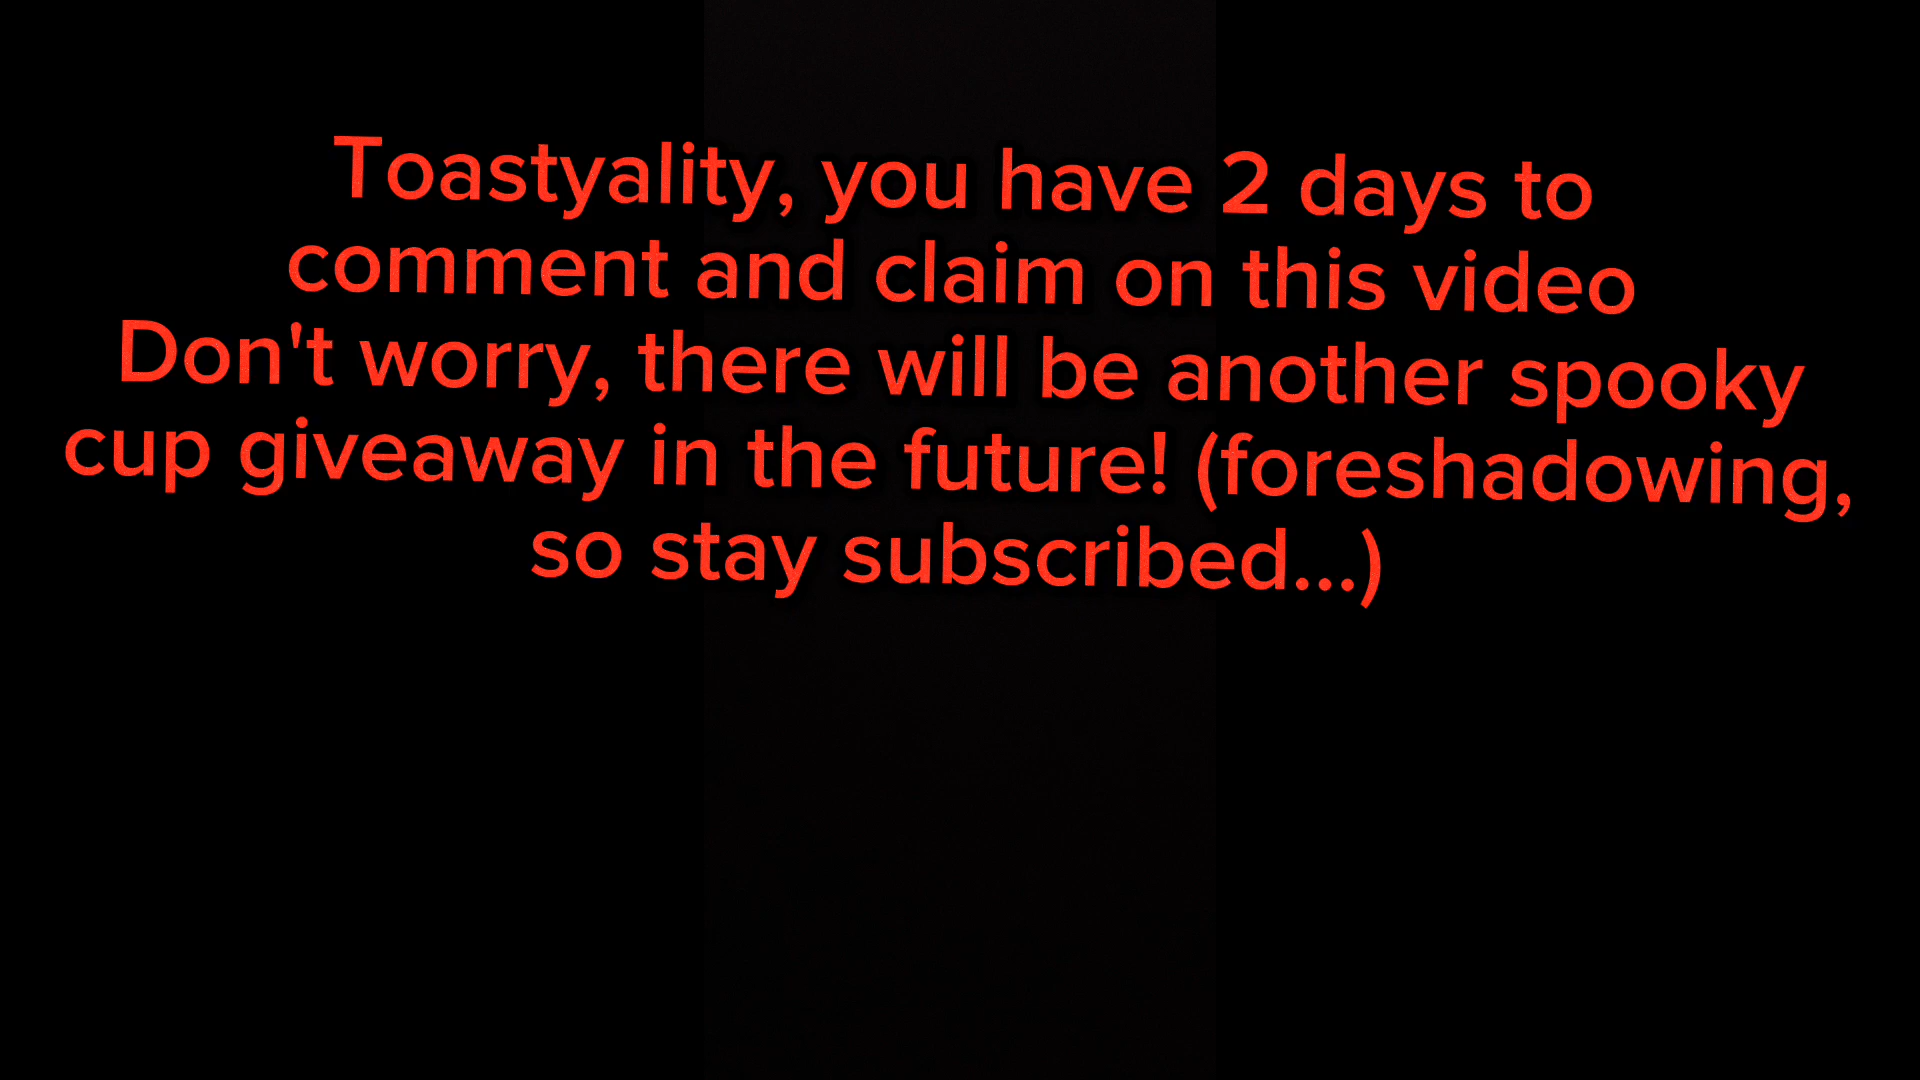 Toastyality, you have 2 days to
comment and claim on this video
Don't worry, there will be another spooky
cup giveaway in the future! (foreshadowing,
so stay subscribed...)